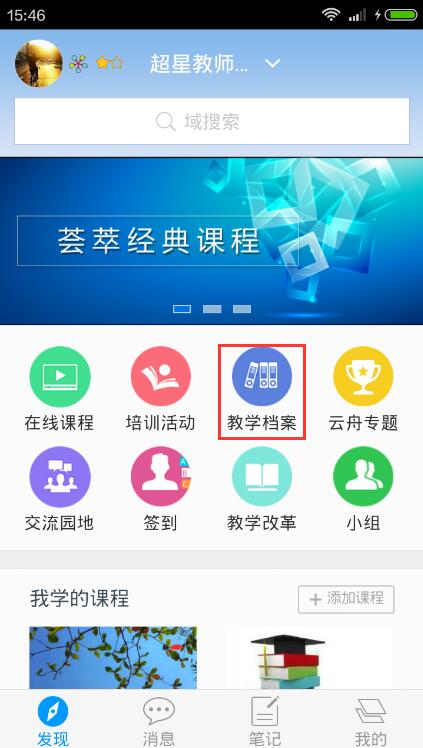 15:46
超星教师...
域搜索
荟萃经典课程
在线课程
培训活动
教学档案
云舟专题
A
B
C
交流园地
签到
教学改革
小组
我学的课程
添加课程
发现
消息
笔记
我的